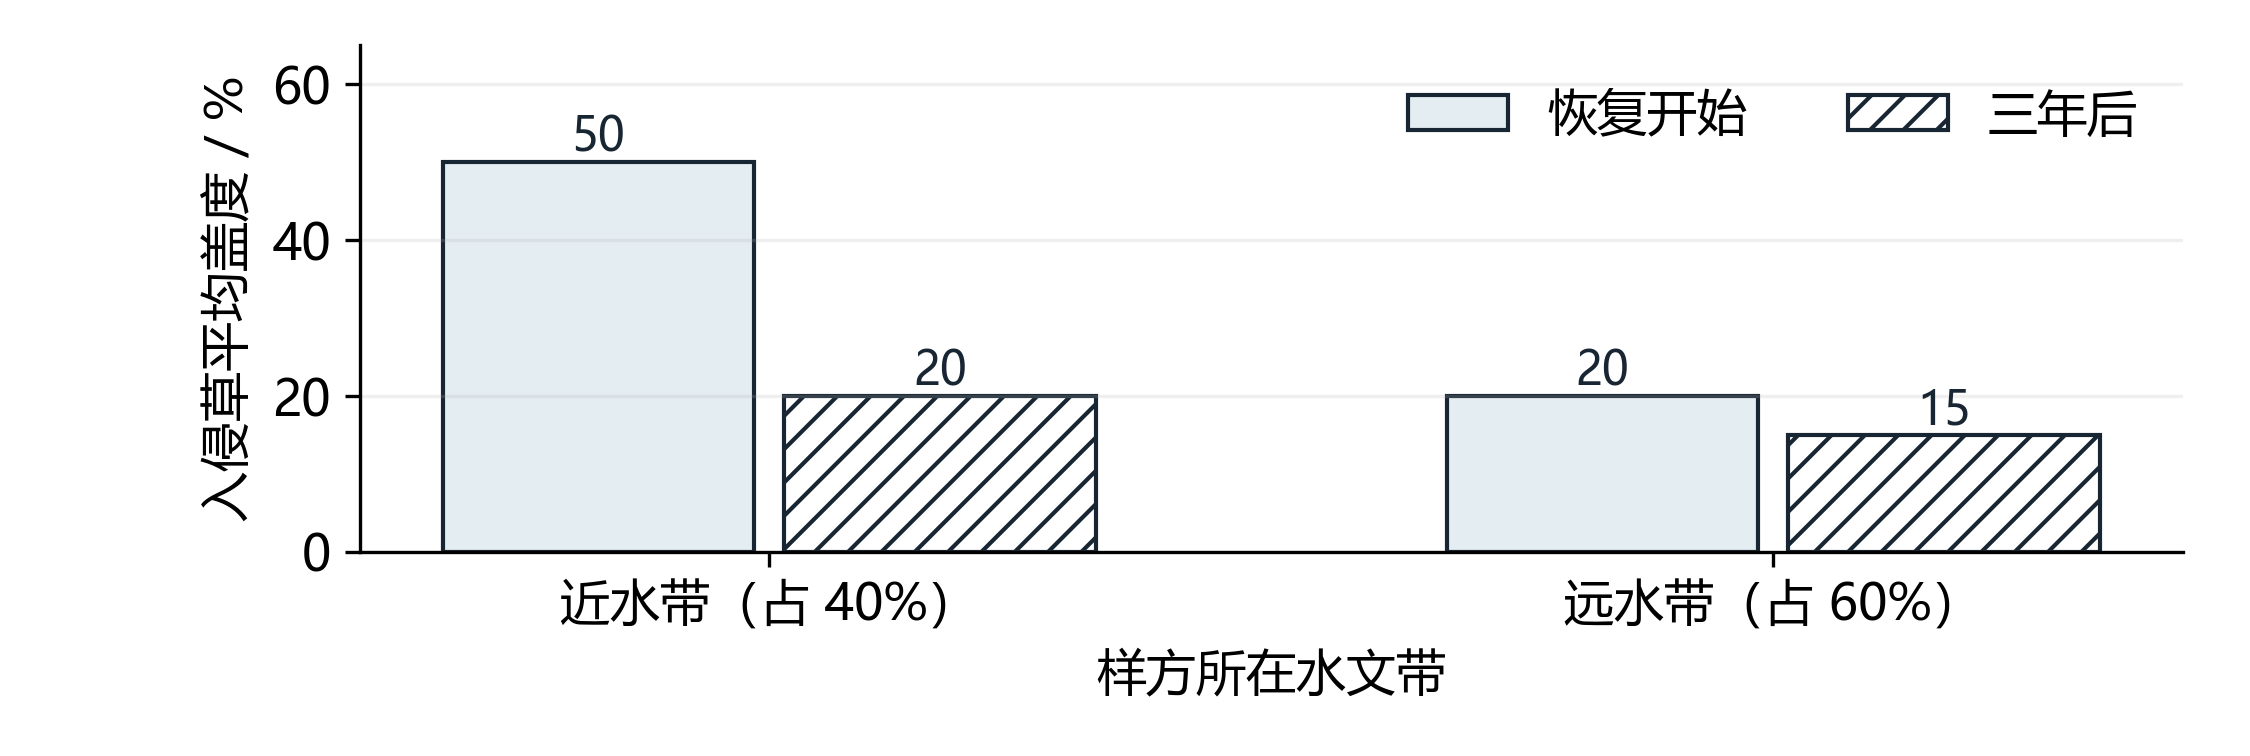 入侵草平均盖度 / %
60
40
20
0
恢复开始
三年后
50
20
20
15
近水带（占 40%）
远水带（占 60%）
样方所在水文带